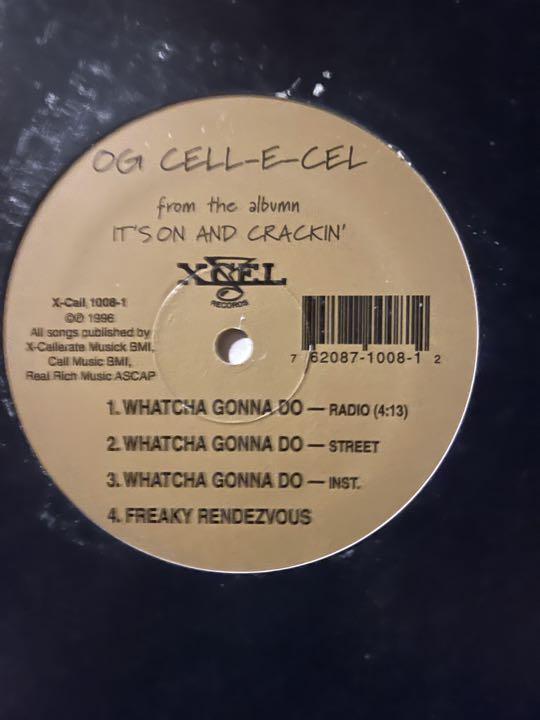 OG CELL-E-CEL
from the albumn
IT'S ON AND CRACKIN'
XCEL
RECORDS
X-Call 1008-1
©℗ 1996
All songs published by
X-Cellerate Musick BMI,
Cell Music BMI,
Real Rich Music ASCAP
7 62087-1008-1 2
1. WHATCHA GONNA DO — RADIO (4:13)
2. WHATCHA GONNA DO — STREET
3. WHATCHA GONNA DO — INST.
4. FREAKY RENDEZVOUS